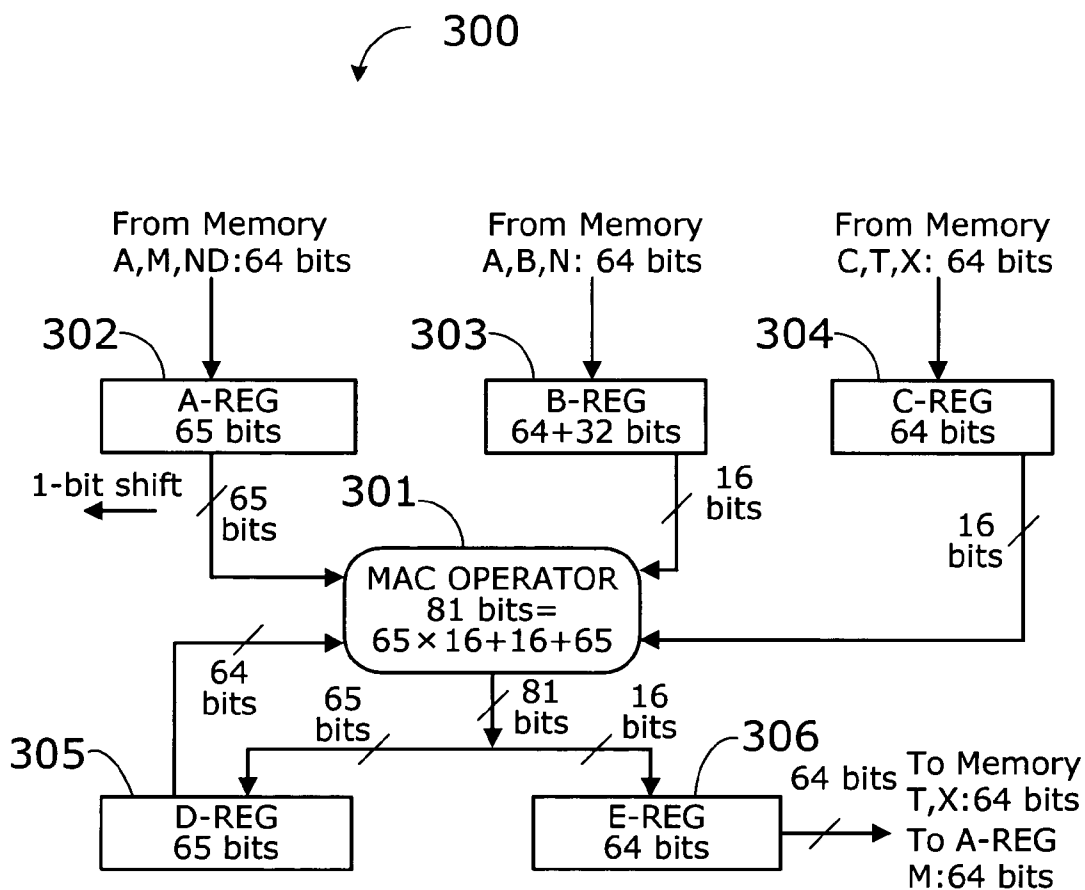 300
From Memory
A,M,ND:64 bits
From Memory
A,B,N: 64 bits
From Memory
C,T,X: 64 bits
302
303
304
A-REG
65 bits
B-REG
64+32 bits
C-REG
64 bits
1-bit shift
65
bits
301
16
bits
16
bits
MAC OPERATOR
81 bits=
65×16+16+65
64
bits
65
bits
81
bits
16
bits
305
306
D-REG
65 bits
E-REG
64 bits
64 bits
To Memory
T,X:64 bits
To A-REG
M:64 bits